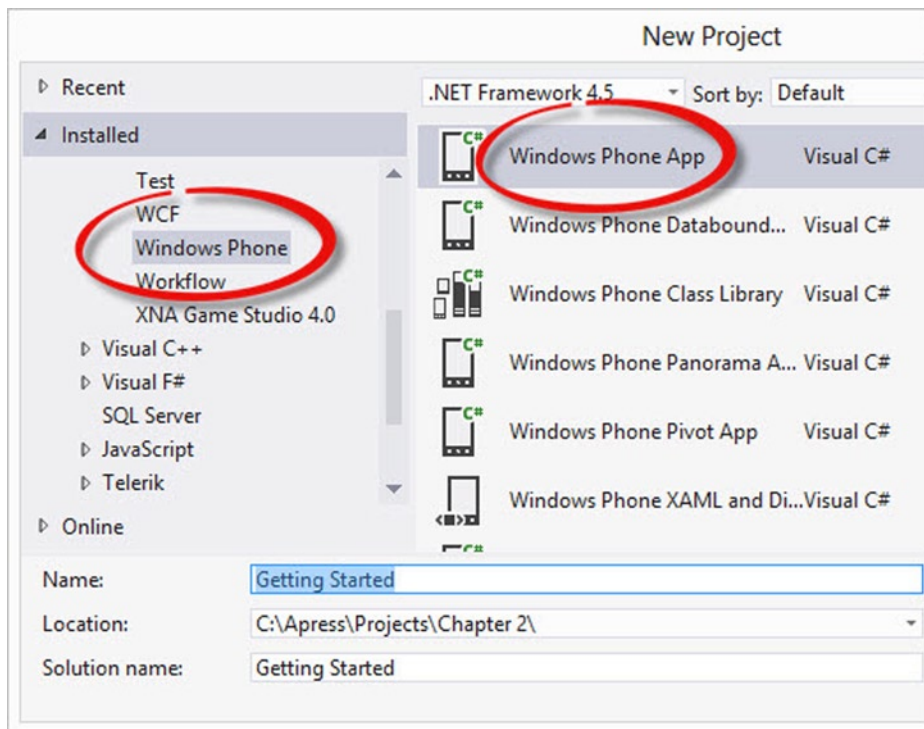 New Project
Recent
Installed
Test
WCF
Windows Phone
Workflow
XNA Game Studio 4.0
Visual C++
Visual F#
SQL Server
JavaScript
Telerik
Online
.NET Framework 4.5 Sort by: Default
C# Windows Phone App Visual C#
C# Windows Phone Databound... Visual C#
C# Windows Phone Class Library Visual C#
C# Windows Phone Panorama A... Visual C#
C# Windows Phone Pivot App Visual C#
Windows Phone XAML and Di...Visual C#
C#
Name: Getting Started
Location: C:\Apress\Projects\Chapter 2\
Solution name: Getting Started